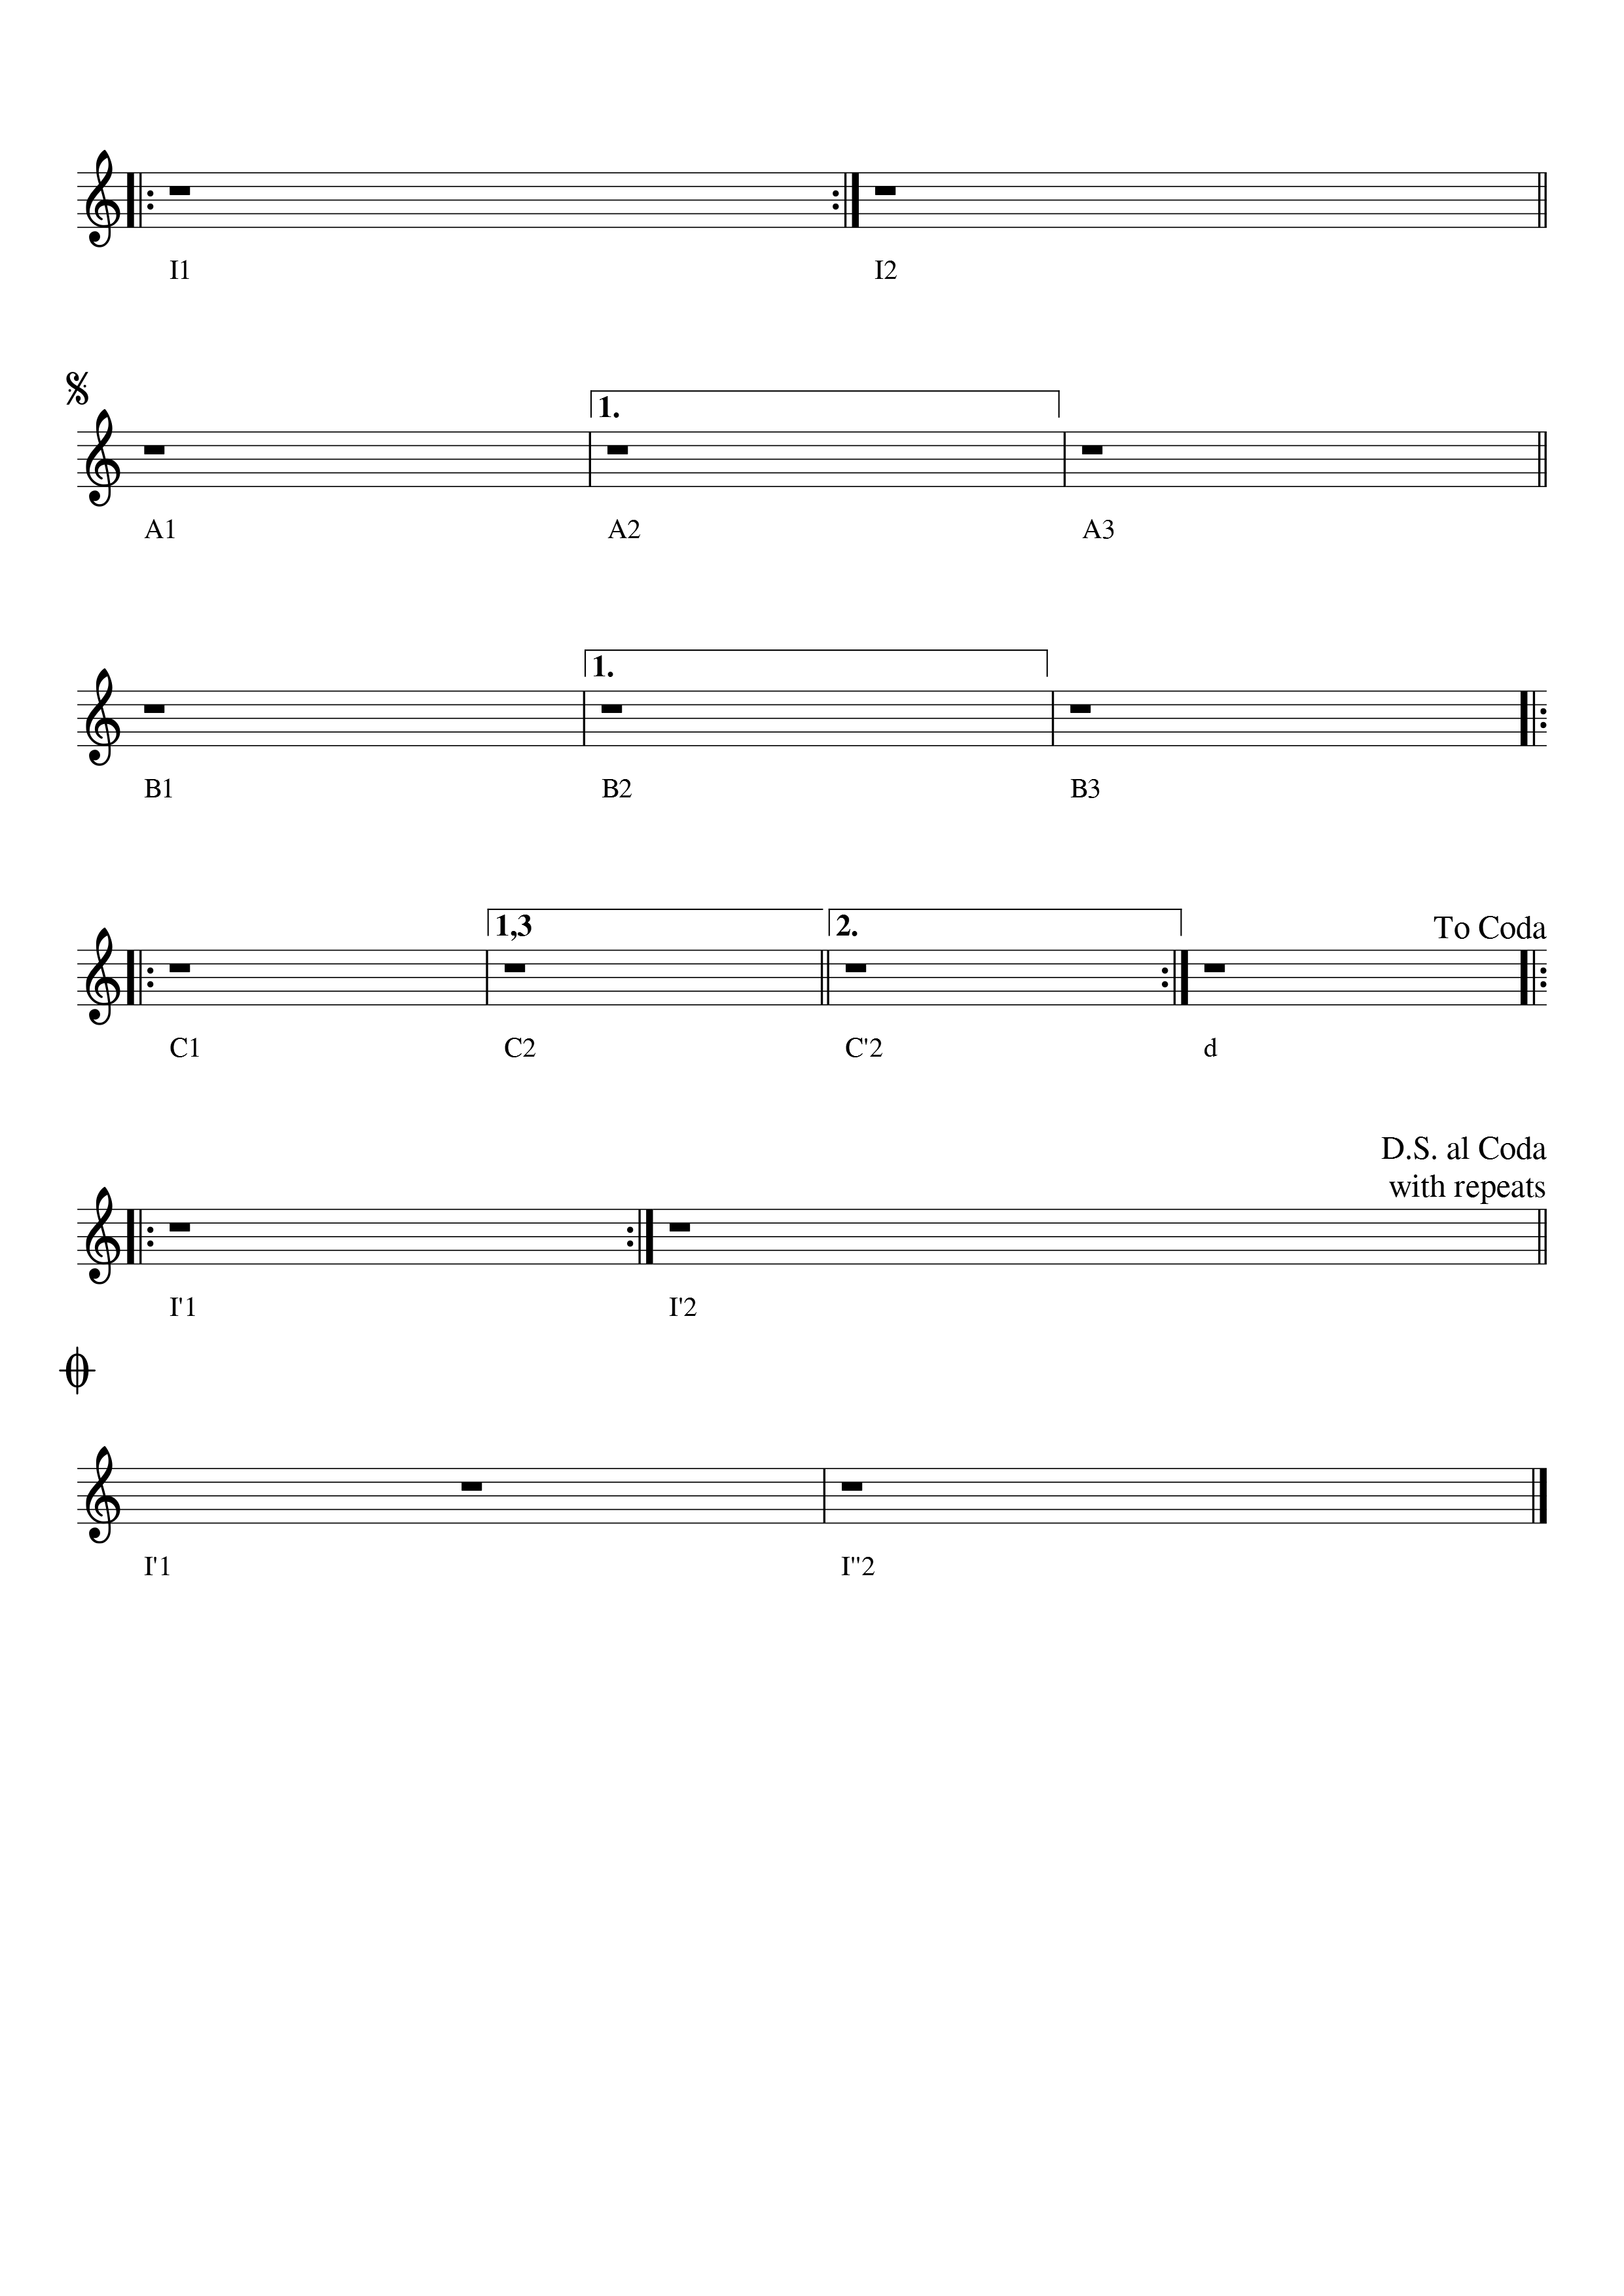 I1 I2
1.
A1 A2 A3
1.
B1 B2 B3
1,3 2. To Coda
C1 C2 C'2 d
D.S. al Coda
with repeats
I'1 I'2
I'1 I"2